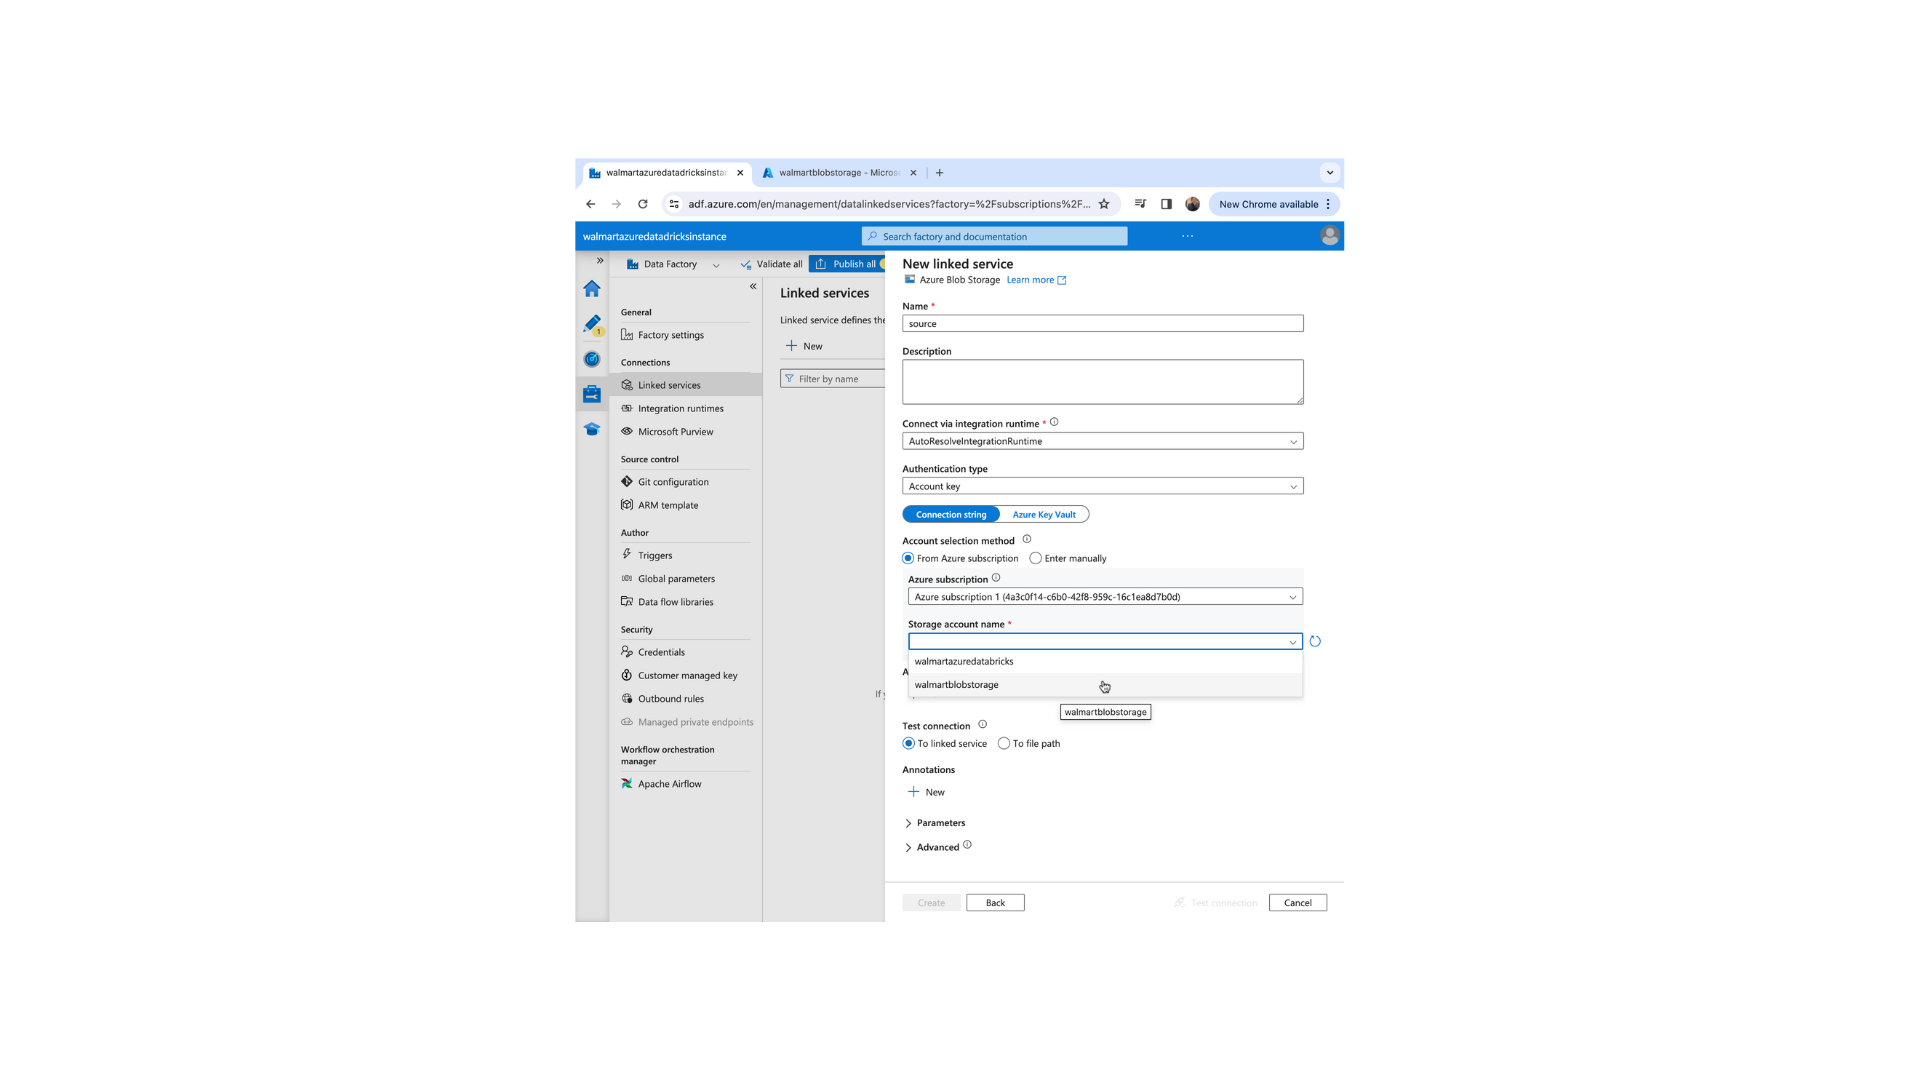 walmartazuredatadricksinsta
walmartblobstorage - Micros
adf.azure.com/en/management/datalinkedservices?factory=%2Fsubscriptions%2F...
New Chrome available
walmartazuredatadricksinstance
Search factory and documentation
...
Data Factory
Validate all
Publish all
1
General
Factory settings
Connections
Linked services
Integration runtimes
Microsoft Purview
Source control
Git configuration
ARM template
Author
Triggers
Global parameters
Data flow libraries
Security
Credentials
Customer managed key
Outbound rules
Managed private endpoints
Workflow orchestration
manager
Apache Airflow
Linked services
Linked service defines the
New
Filter by name
If
New linked service
Azure Blob Storage Learn more
Name *
source
Description
Connect via integration runtime *
AutoResolveIntegrationRuntime
Authentication type
Account key
Connection string Azure Key Vault
Account selection method
From Azure subscription Enter manually
Azure subscription
Azure subscription 1 (4a3c0f14-c6b0-42f8-959c-16c1ea8d7b0d)
Storage account name *
walmartazuredatabricks
walmartblobstorage
walmartblobstorage
Test connection
To linked service To file path
Annotations
New
Parameters
Advanced
Create
Back
Test connection
Cancel